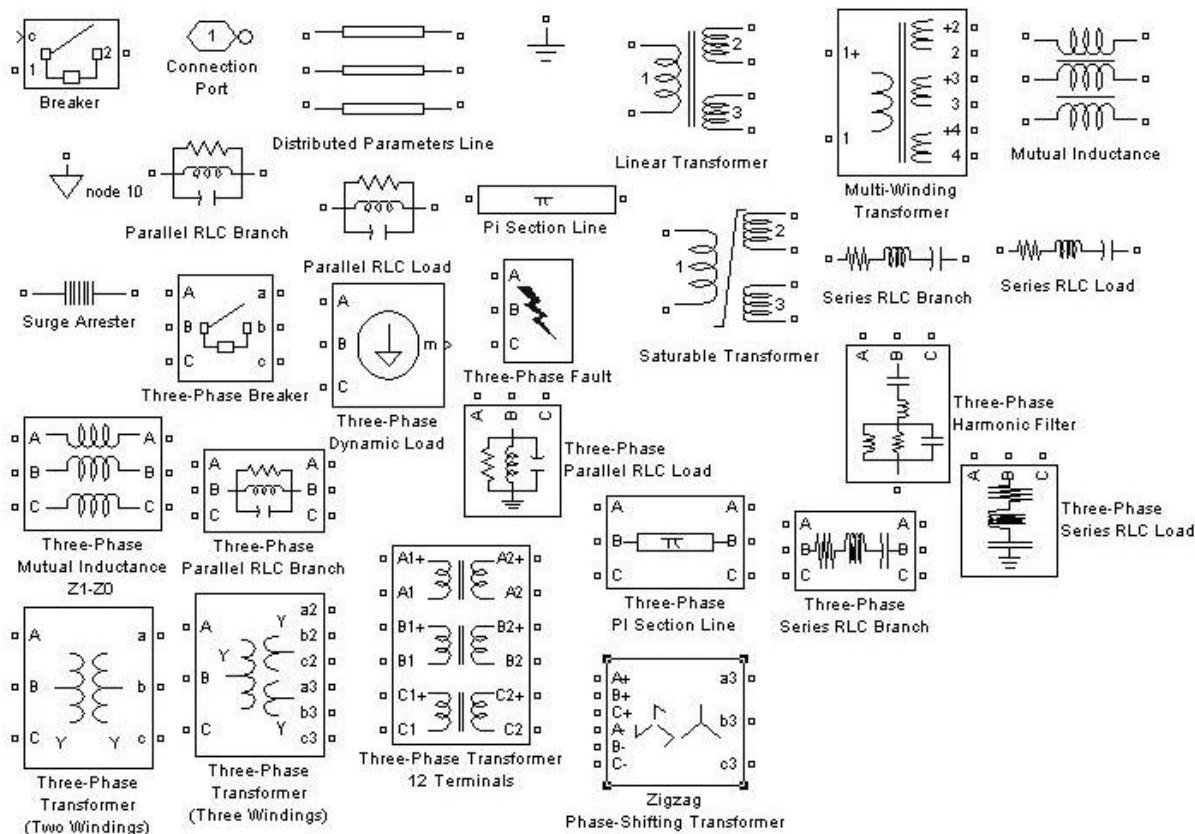 c
1
2
Breaker
1
Connection
Port
Distributed Parameters Line
1
2
3
Linear Transformer
1+
1
+2
2
+3
3
+4
4
Multi-Winding
Transformer
Mutual Inductance
node 10
Parallel RLC Branch
Parallel RLC Load
π
Pi Section Line
1
2
3
Saturable Transformer
Series RLC Branch
Series RLC Load
Surge Arrester
A
B
C
a
b
c
Three-Phase Breaker
A
B
C
m
Three-Phase
Dynamic Load
A
B
C
Three-Phase Fault
A
B
C
Three-Phase
Parallel RLC Load
A
B
C
Three-Phase
Harmonic Filter
A
B
C
Three-Phase
Series RLC Load
A
B
C
A
B
C
Three-Phase
Mutual Inductance
Z1-Z0
A
B
C
A
B
C
Three-Phase
Parallel RLC Branch
A
B
C
π
A
B
C
Three-Phase
PI Section Line
A
B
C
A
B
C
Three-Phase
Series RLC Branch
A
B
C
a
b
c
Y
Y
Three-Phase
Transformer
(Two Windings)
A
B
C
Y
Y
Y
a2
b2
c2
a3
b3
c3
Three-Phase
Transformer
(Three Windings)
A1+
A1
B1+
B1
C1+
C1
A2+
A2
B2+
B2
C2+
C2
Three-Phase Transformer
12 Terminals
A+
B+
C+
A-
B-
C-
a3
b3
c3
Zigzag
Phase-Shifting Transformer